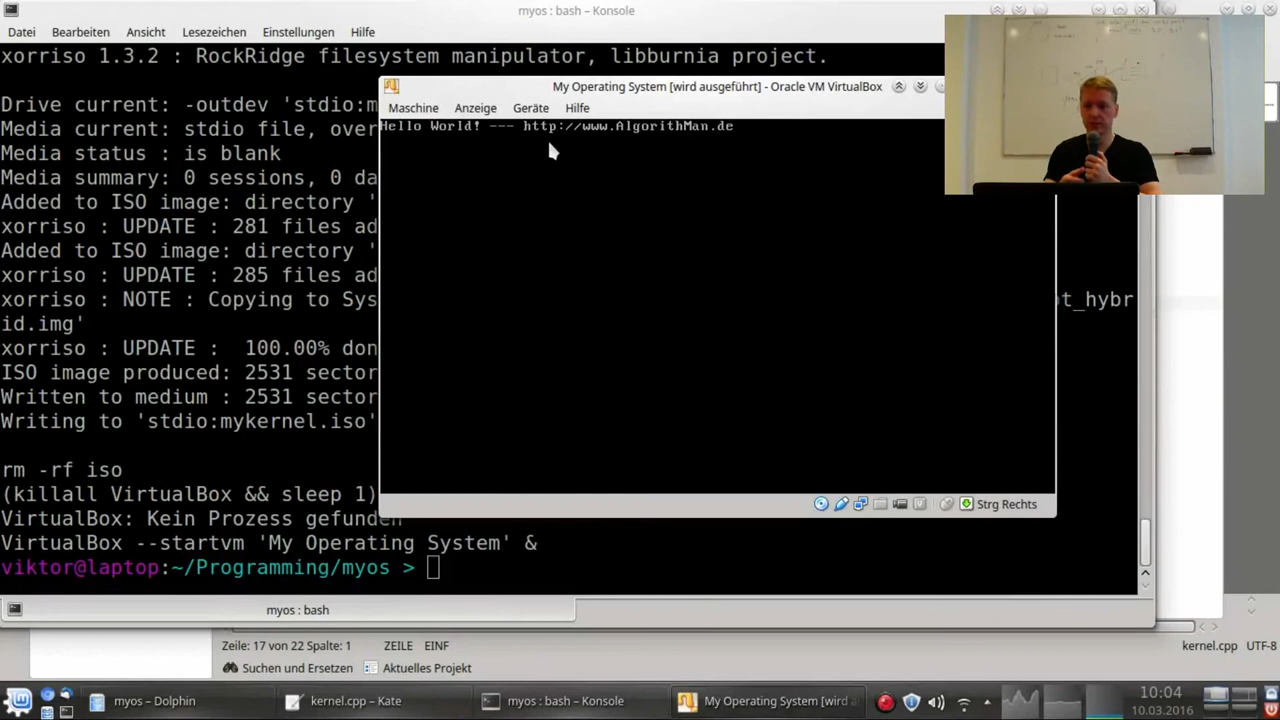 myos : bash – Konsole
Datei Bearbeiten Ansicht Lesezeichen Einstellungen Hilfe
xorriso 1.3.2 : RockRidge filesystem manipulator, libburnia project.
Drive current: -outdev 'stdio:m
Media current: stdio file, over
Media status : is blank
Media summary: 0 sessions, 0 da
Added to ISO image: directory '
xorriso : UPDATE : 281 files ad
Added to ISO image: directory '
xorriso : UPDATE : 285 files ad
xorriso : NOTE : Copying to Sys
ot_hybr
id.img'
xorriso : UPDATE :  100.00% don
ISO image produced: 2531 sector
Written to medium : 2531 sector
Writing to 'stdio:mykernel.iso'
rm -rf iso
(killall VirtualBox && sleep 1)
VirtualBox: Kein Prozess gefunden
VirtualBox --startvm 'My Operating System' &
viktor@laptop:~/Programming/myos >
My Operating System [wird ausgeführt] - Oracle VM VirtualBox
Maschine Anzeige Geräte Hilfe
Hello World! --- http://www.AlgorithMan.de
Strg Rechts
myos : bash
Zeile: 17 von 22 Spalte: 1 ZEILE EINF kernel.cpp UTF-8
Suchen und Ersetzen Aktuelles Projekt
myos – Dolphin kernel.cpp – Kate myos : bash – Konsole My Operating System [wird 10:04
10.03.2016